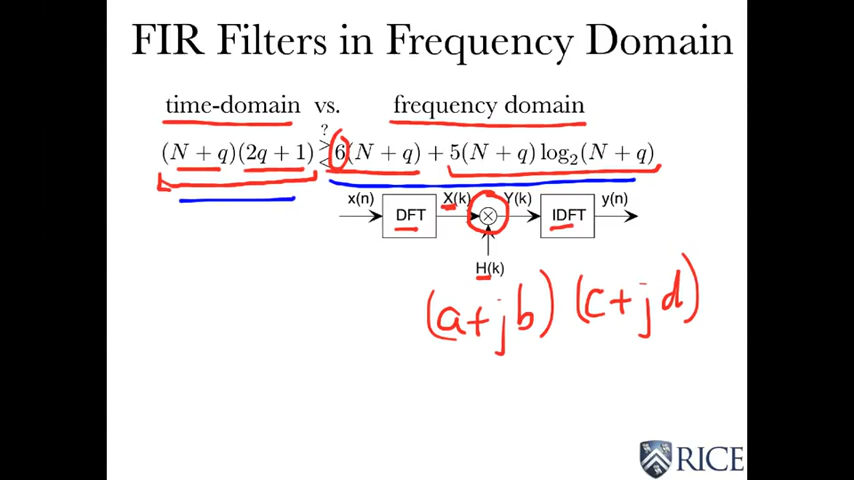 FIR Filters in Frequency Domain
time-domain vs. frequency domain
?
(N + q)(2q + 1) ≷ 6(N + q) + 5(N + q) log₂(N + q)
x(n) DFT X(k) ⊗ Y(k) IDFT y(n)
H(k)
(a+jb) (c+jd)
RICE